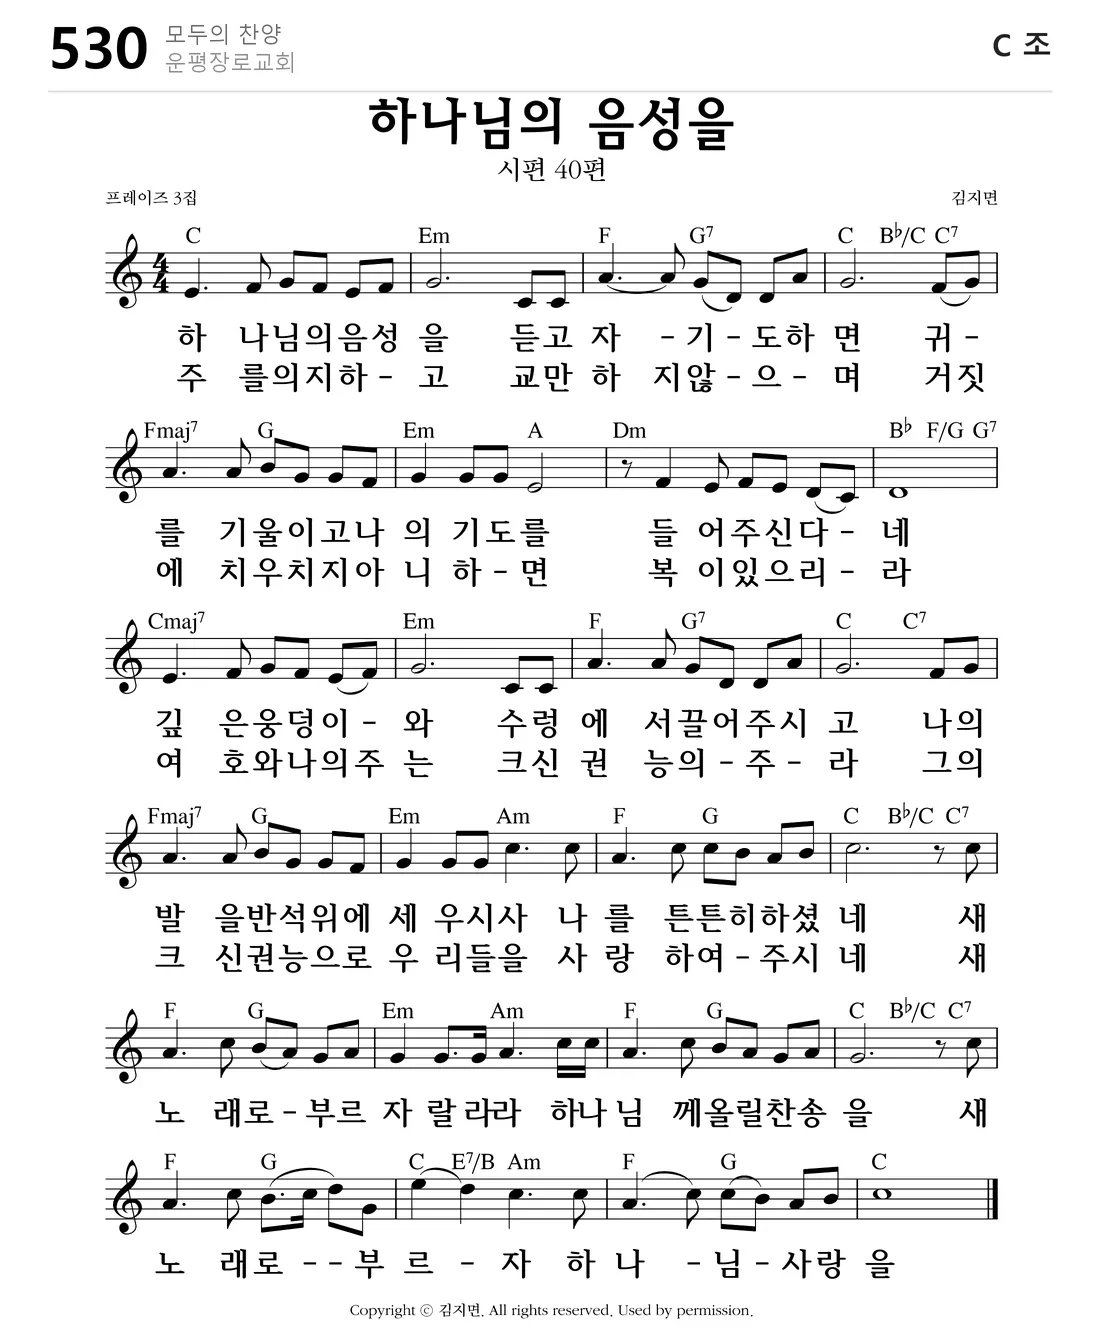 530 모두의 찬양
운평장로교회
C 조
하나님의 음성을
시편 40편
프레이즈 3집 김지면
C Em F G7 C B♭/C C7
하 나님의음성 을 듣고 자 - 기 - 도하 면 귀 -
주 를의지하 - 고 교만 하 지않 - 으 - 며 거짓
Fmaj7 G Em A Dm B♭ F/G G7
를 기울이고나 의 기도를 들 어주신다 - 네
에 치우치지아 니 하 - 면 복 이있으리 - 라
Cmaj7 Em F G7 C C7
깊 은웅덩이 - 와 수렁 에 서끌어주시 고 나의
여 호와나의주 는 크신 권 능의 - 주 - 라 그의
Fmaj7 G Em Am F G C B♭/C C7
발 을반석위에 세 우시사 나 를 튼튼히하셨 네 새
크 신권능으로 우 리들을 사 랑 하여 - 주시 네 새
F G Em Am F G C B♭/C C7
노 래로 - 부르 자 랄라라 하나 님 께올릴찬송 을 새
F G C E7/B Am F G C
노 래로 - - 부 르 - 자 하 나 - 님 - 사랑 을
Copyright ⓒ 김지면. All rights reserved. Used by permission.